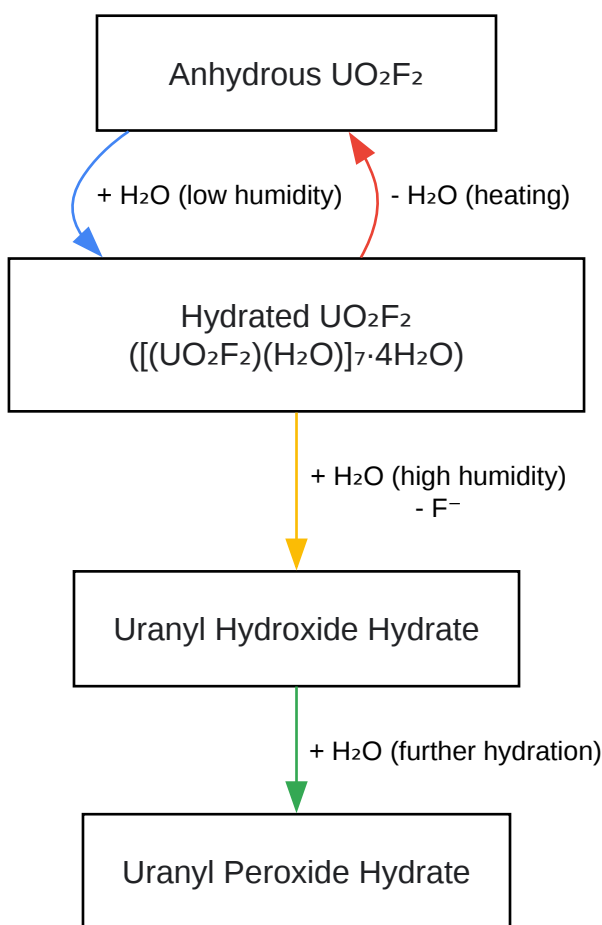 Anhydrous UO₂F₂
+ H₂O (low humidity)
- H₂O (heating)
Hydrated UO₂F₂
([(UO₂F₂)(H₂O)]₇·4H₂O)
+ H₂O (high humidity)
- F⁻
Uranyl Hydroxide Hydrate
+ H₂O (further hydration)
Uranyl Peroxide Hydrate